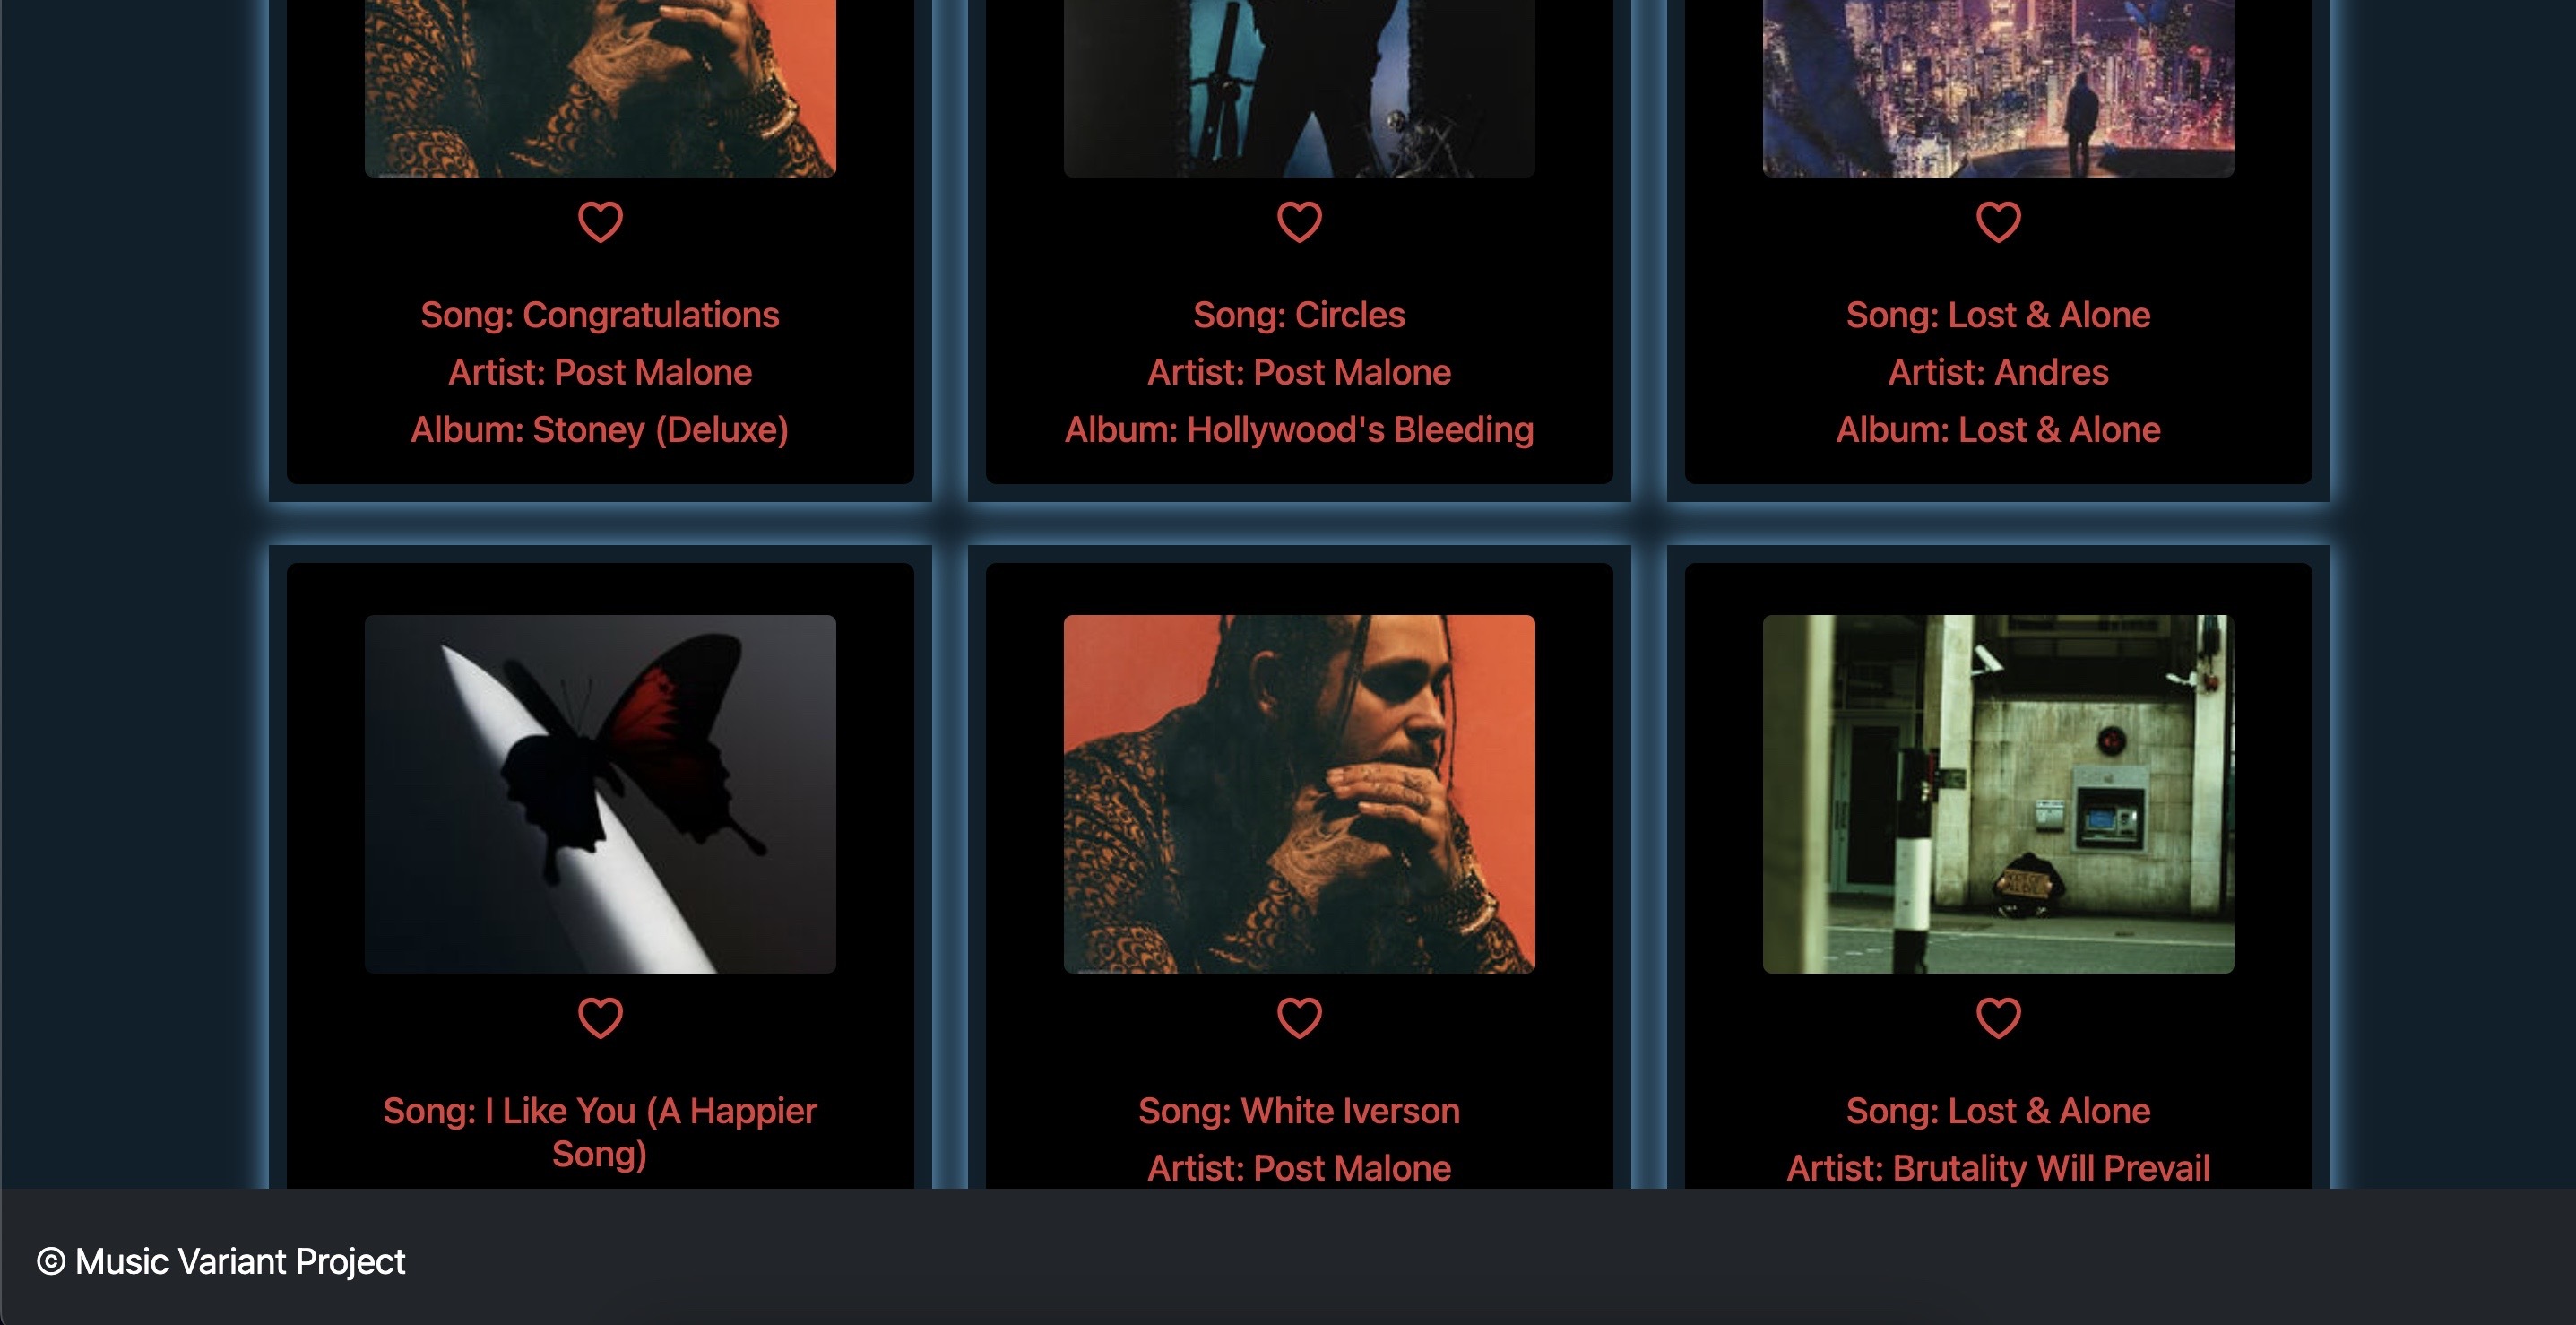 Song: Congratulations
Artist: Post Malone
Album: Stoney (Deluxe)
Song: Circles
Artist: Post Malone
Album: Hollywood's Bleeding
Song: Lost & Alone
Artist: Andres
Album: Lost & Alone
Song: I Like You (A Happier
Song)
Song: White Iverson
Artist: Post Malone
Song: Lost & Alone
Artist: Brutality Will Prevail
© Music Variant Project